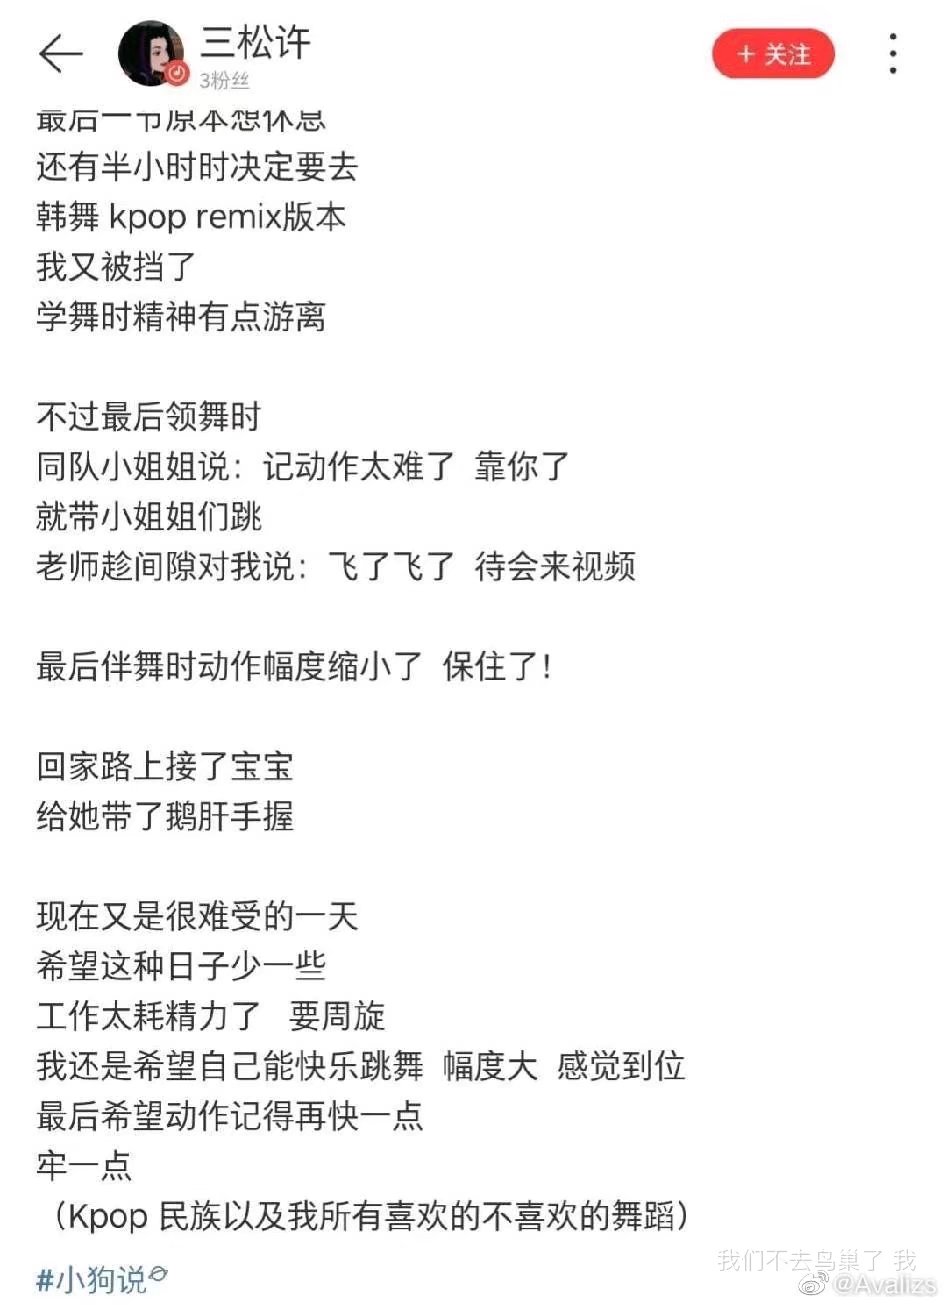 三松许
3粉丝
+ 关注
最后一节原本想休息
还有半小时时决定要去
韩舞 kpop remix版本
我又被挡了
学舞时精神有点游离
不过最后领舞时
同队小姐姐说：记动作太难了 靠你了
就带小姐姐们跳
老师趁间隙对我说：飞了飞了 待会来视频
最后伴舞时动作幅度缩小了 保住了！
回家路上接了宝宝
给她带了鹅肝手握
现在又是很难受的一天
希望这种日子少一些
工作太耗精力了 要周旋
我还是希望自己能快乐跳舞 幅度大 感觉到位
最后希望动作记得再快一点
牢一点
（Kpop 民族以及我所有喜欢的不喜欢的舞蹈）
#小狗说
我们不去鸟巢了 我
@Avalizs